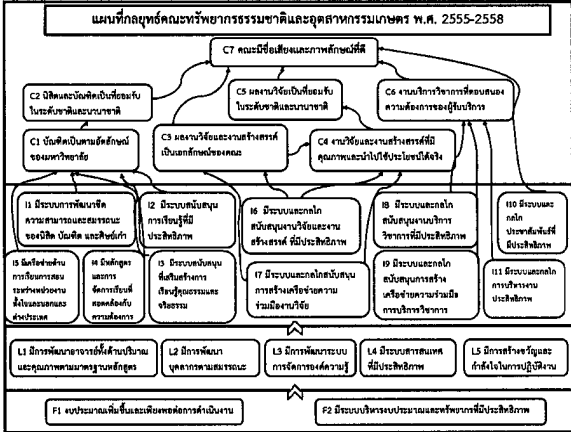 แผนที่กลยุทธ์คณะทรัพยากรธรรมชาติและอุตสาหกรรมเกษตร พ.ศ. 2555-2558
C7 คณะมีชื่อเสียงและภาพลักษณ์ที่ดี
C2 นิสิตและบัณฑิตเป็นที่ยอมรับ
ในระดับชาติและนานาชาติ
C5 ผลงานวิจัยเป็นที่ยอมรับ
ในระดับชาติและนานาชาติ
C6 งานบริการวิชาการที่ตอบสนอง
ความต้องการของผู้รับบริการ
C1 บัณฑิตเป็นตามอัตลักษณ์
ของมหาวิทยาลัย
C3 ผลงานวิจัยและงานสร้างสรรค์
เป็นเอกลักษณ์ของคณะ
C4 งานวิจัยและงานสร้างสรรค์ที่มี
คุณภาพและนำไปใช้ประโยชน์ได้จริง
I1 มีระบบการพัฒนาขีด
ความสามารถและสมรรถนะ
ของนิสิต บัณฑิต และศิษย์เก่า
I2 มีระบบสนับสนุน
การเรียนรู้ที่มี
ประสิทธิภาพ
I6 มีระบบและกลไก
สนับสนุนงานวิจัยและงาน
สร้างสรรค์ ที่มีประสิทธิภาพ
I8 มีระบบและกลไก
สนับสนุนงานบริการ
วิชาการที่มีประสิทธิภาพ
I10 มีระบบและ
กลไก
ประชาสัมพันธ์ที่
มีประสิทธิภาพ
I5 มีเครือข่ายด้าน
การเรียนการสอน
ระหว่างหน่วยงาน
ทั้งในและนอกและ
ต่างประเทศ
I4 มีหลักสูตร
และการ
จัดการเรียนที่
สอดคล้องกับ
ความต้องการ
I3 มีระบบสนับสนุน
ที่เสริมสร้างการ
เรียนรู้คุณธรรมและ
จริยธรรม
I7 มีระบบและกลไกสนับสนุน
การสร้างเครือข่ายความ
ร่วมมืองานวิจัย
I9 มีระบบและกลไก
สนับสนุนการสร้าง
เครือข่ายความร่วมมือ
การบริการวิชาการ
I11 มีระบบและกลไก
การบริหารงาน
ประสิทธิภาพ
L1 มีการพัฒนาอาจารย์ทั้งด้านปริมาณ
และคุณภาพตามมาตรฐานหลักสูตร
L2 มีการพัฒนา
บุคลากรตามสมรรถนะ
L3 มีการพัฒนาระบบ
การจัดการองค์ความรู้
L4 มีระบบสารสนเทศ
ที่มีประสิทธิภาพ
L5 มีการสร้างขวัญและ
กำลังใจในการปฏิบัติงาน
F1 งบประมาณเพิ่มขึ้นและเพียงพอต่อการดำเนินงาน
F2 มีระบบบริหารงบประมาณและทรัพยากรที่มีประสิทธิภาพ